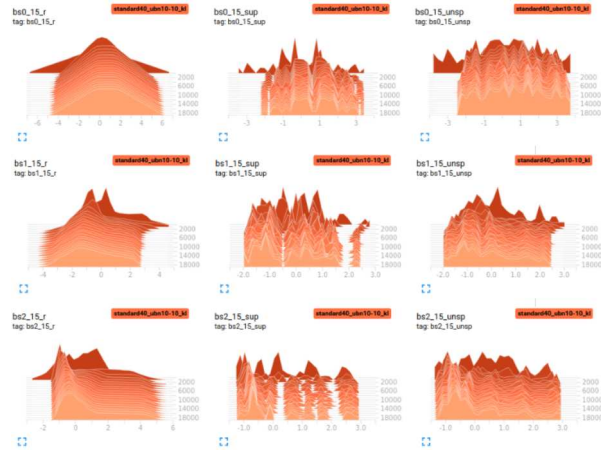 bs0_15_r standard40_ubn10-10_kl
tag: bs0_15_r
2000
6000
10000
14000
18000
-6 -4 -2 0 2 4 6
bs0_15_sup standard40_ubn10-10_kl
tag: bs0_15_sup
2000
6000
10000
14000
18000
-3 -1 1 3
bs0_15_unsp standard40_ubn10-10_kl
tag: bs0_15_unsp
2000
6000
10000
14000
18000
-3 -1 1 3
bs1_15_r standard40_ubn10-10_kl
tag: bs1_15_r
2000
6000
10000
14000
18000
-4 -2 0 2 4
bs1_15_sup standard40_ubn10-10_kl
tag: bs1_15_sup
2000
6000
10000
14000
18000
-2.0 -1.0 0.0 1.0 2.0 3.0
bs1_15_unsp standard40_ubn10-10_kl
tag: bs1_15_unsp
2000
6000
10000
14000
18000
-2.0 -1.0 0.0 1.0 2.0 3.0
bs2_15_r standard40_ubn10-10_kl
tag: bs2_15_r
2000
6000
10000
14000
18000
-2 0 2 4 6
bs2_15_sup standard40_ubn10-10_kl
tag: bs2_15_sup
2000
6000
10000
14000
18000
-1.0 0.0 1.0 2.0 3.0
bs2_15_unsp standard40_ubn10-10_kl
tag: bs2_15_unsp
2000
6000
10000
14000
18000
-1.0 0.0 1.0 2.0 3.0